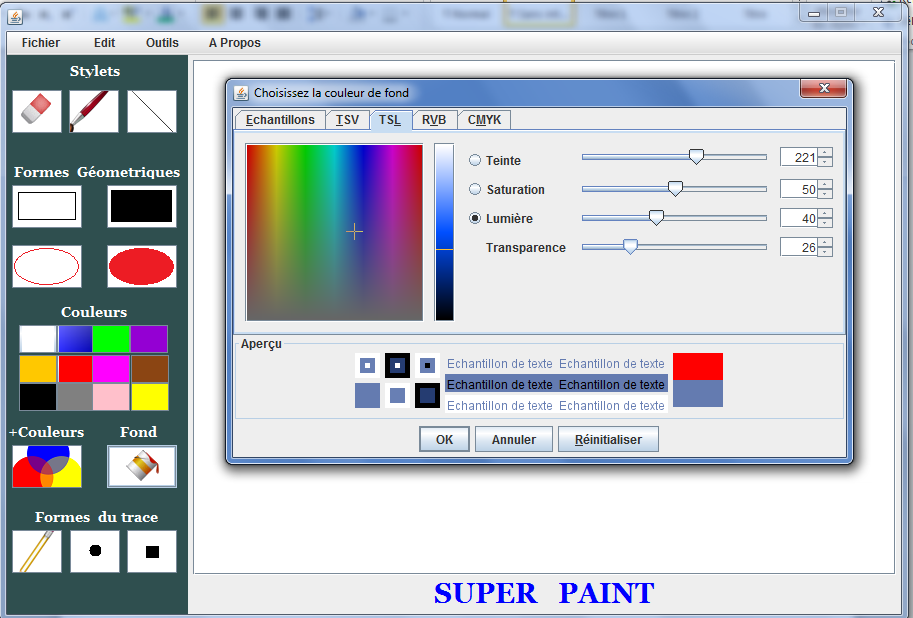 Fichier Edit Outils A Propos
Stylets
Formes Géometriques
Couleurs
+Couleurs Fond
Formes du trace
Choisissez la couleur de fond
Echantillons TSV TSL RVB CMYK
Teinte 221
Saturation 50
Lumière 40
Transparence 26
Aperçu
Echantillon de texte Echantillon de texte
Echantillon de texte Echantillon de texte
Echantillon de texte Echantillon de texte
OK Annuler Réinitialiser
SUPER PAINT